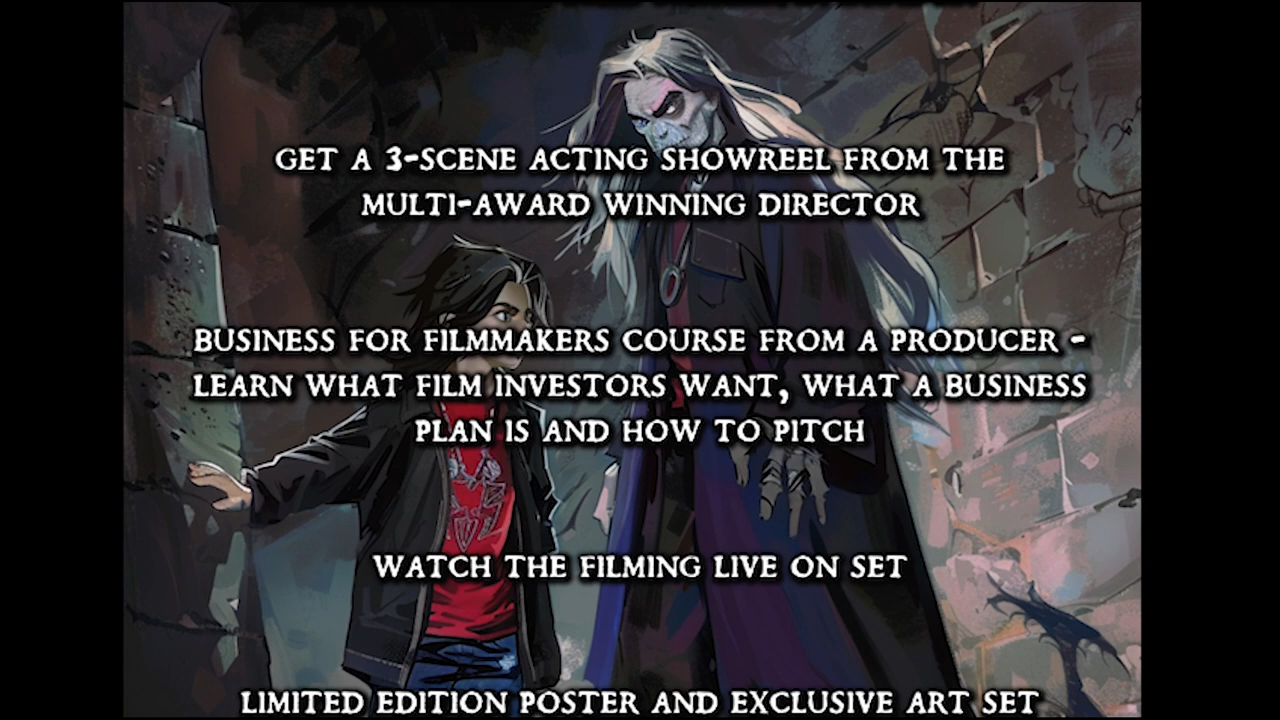 GET A 3-SCENE ACTING SHOWREEL FROM THE
MULTI-AWARD WINNING DIRECTOR
BUSINESS FOR FILMMAKERS COURSE FROM A PRODUCER -
LEARN WHAT FILM INVESTORS WANT, WHAT A BUSINESS
PLAN IS AND HOW TO PITCH
WATCH THE FILMING LIVE ON SET
LIMITED EDITION POSTER AND EXCLUSIVE ART SET